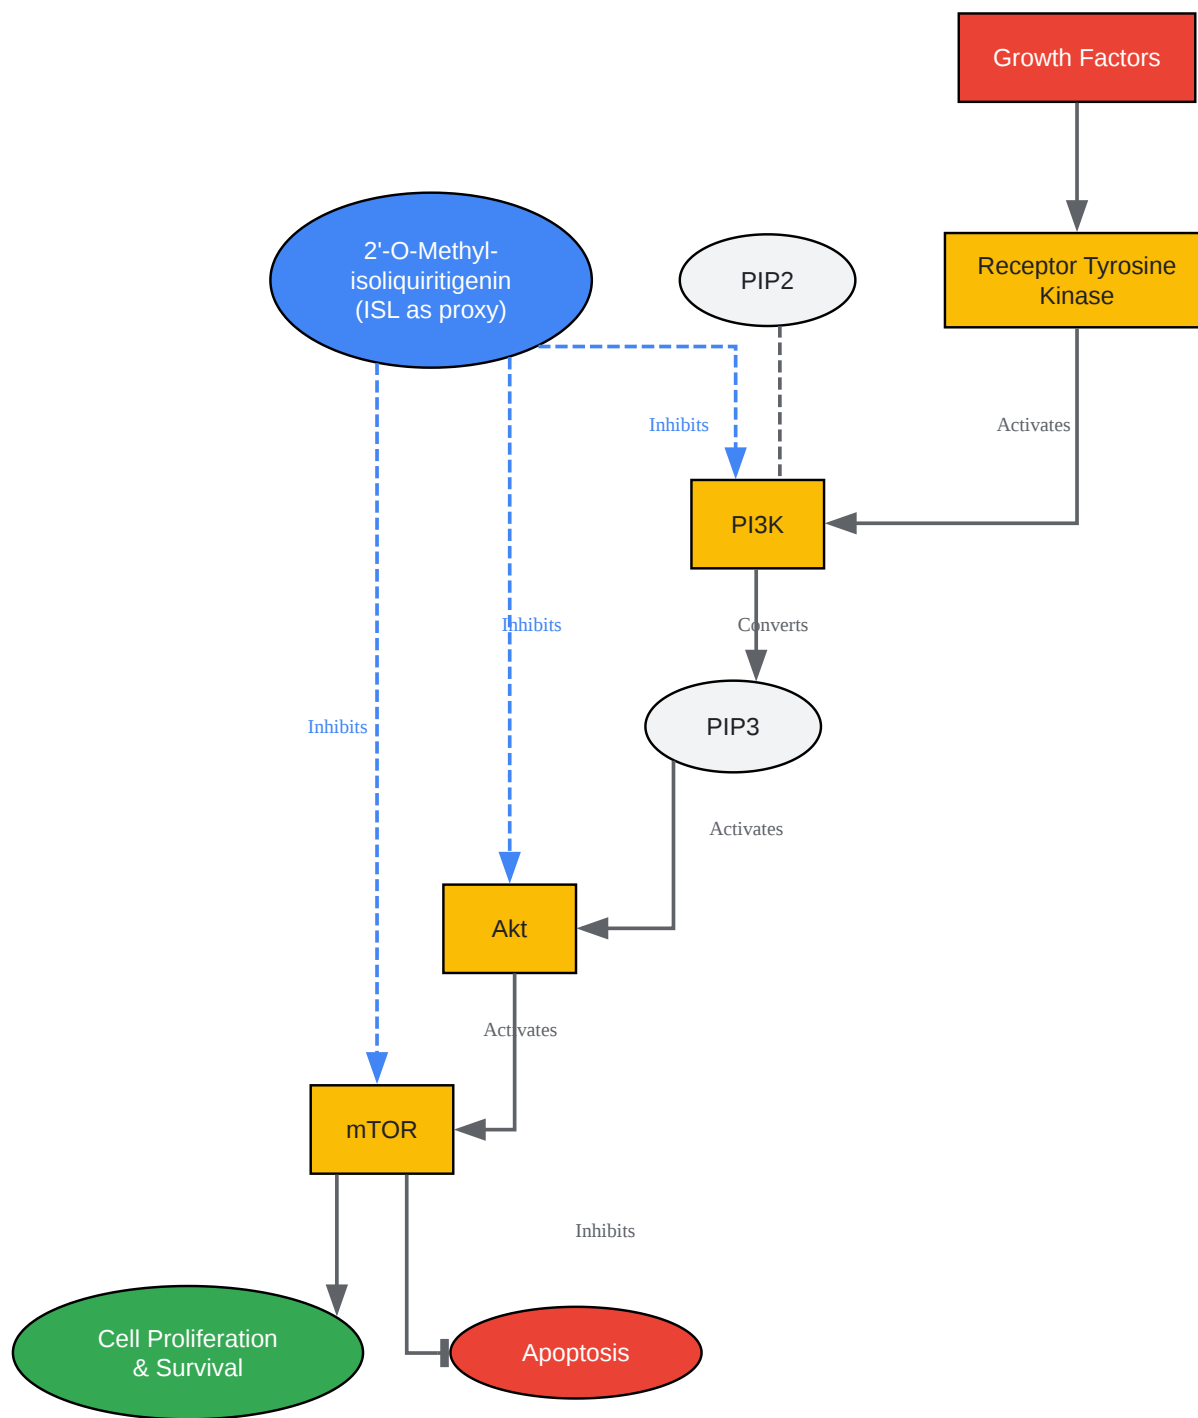 Growth Factors
2'-O-Methyl-
isoliquiritigenin
(ISL as proxy)
PIP2
Receptor Tyrosine
Kinase
Inhibits
Activates
PI3K
Inhibits
Converts
Inhibits
PIP3
Activates
Akt
Activates
mTOR
Inhibits
Cell Proliferation
& Survival
Apoptosis